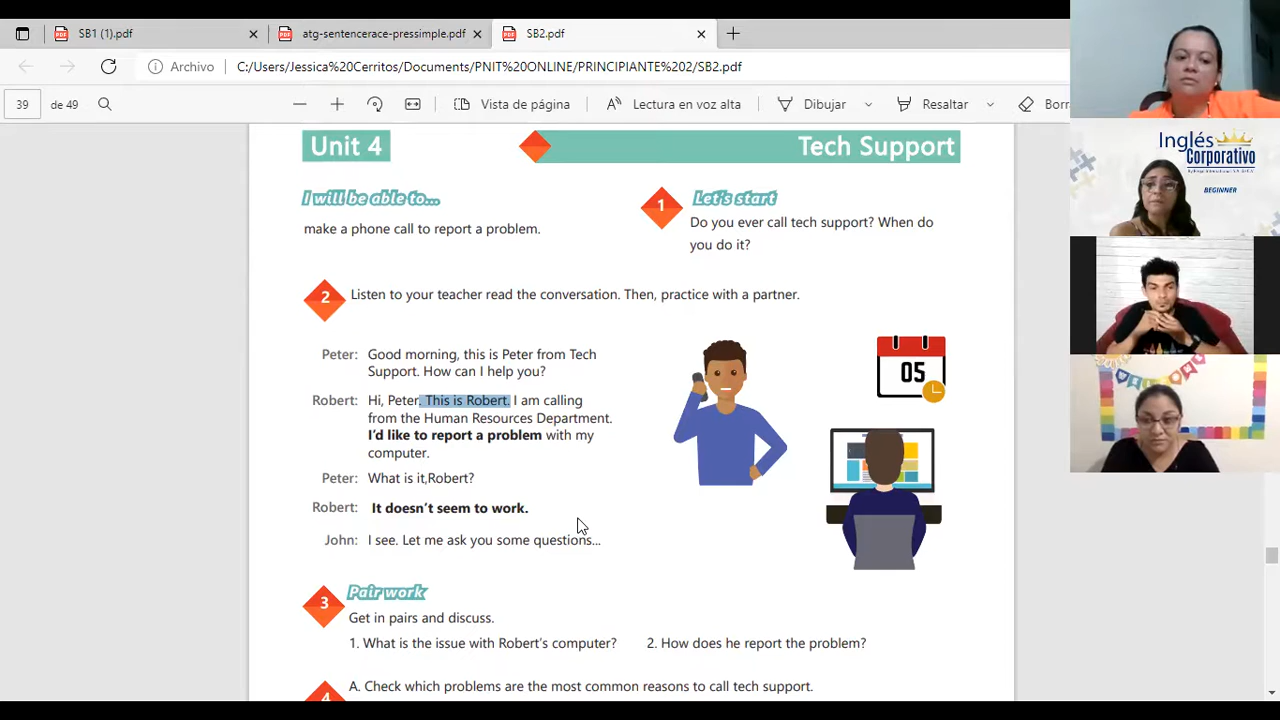 SB1 (1).pdf
atg-sentencerace-pressimple.pdf
SB2.pdf
Archivo
C:/Users/Jessica%20Cerritos/Documents/PNIT%20ONLINE/PRINCIPIANTE%202/SB2.pdf
39
de 49
Vista de página
Lectura en voz alta
Dibujar
Resaltar
Borr
Unit 4
Tech Support
I will be able to...
make a phone call to report a problem.
1
Let's start
Do you ever call tech support? When do
you do it?
2
Listen to your teacher read the conversation. Then, practice with a partner.
Peter: Good morning, this is Peter from Tech
Support. How can I help you?
Robert: Hi, Peter. This is Robert. I am calling
from the Human Resources Department.
I'd like to report a problem with my
computer.
Peter: What is it,Robert?
Robert: It doesn't seem to work.
John: I see. Let me ask you some questions...
05
3
Pair work
Get in pairs and discuss.
1. What is the issue with Robert's computer?
2. How does he report the problem?
4
A. Check which problems are the most common reasons to call tech support.
Inglés
Corporativo
BEGINNER